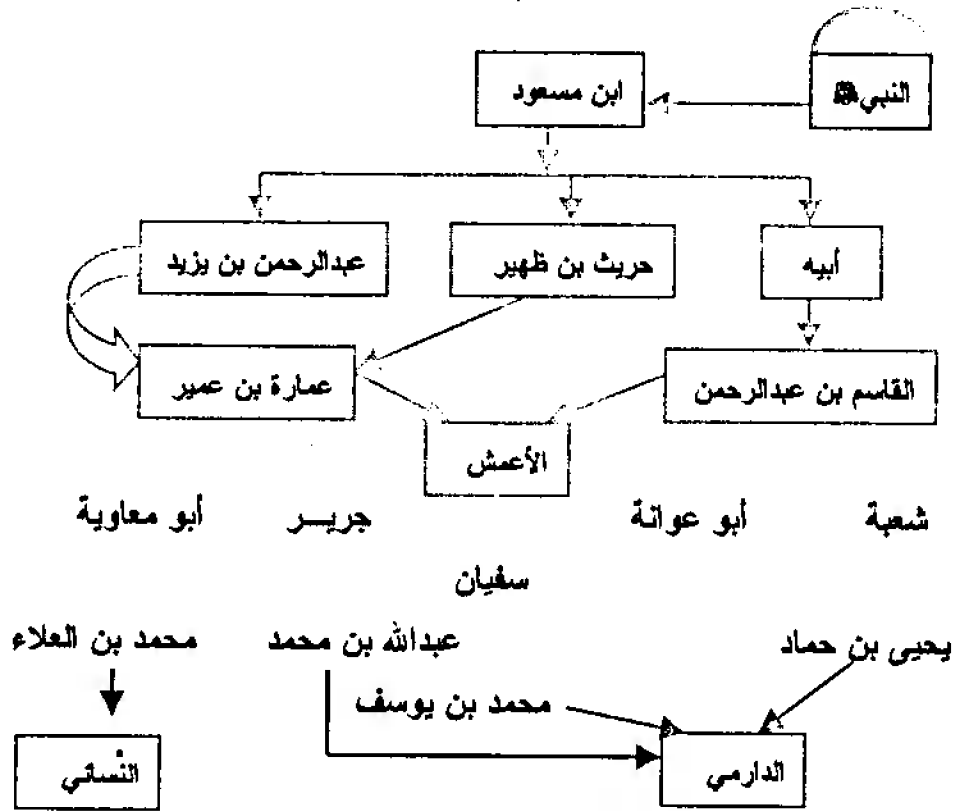 النبي ﷺ
ابن مسعود
أبيه
حريث بن ظهير
عبدالرحمن بن يزيد
القاسم بن عبدالرحمن
عمارة بن عمير
الأعمش
شعبة
أبو عوانة
جريـــر
أبو معاوية
سفيان
يحيى بن حماد
عبدالله بن محمد
محمد بن العلاء
محمد بن يوسف
الدارمي
النسائي